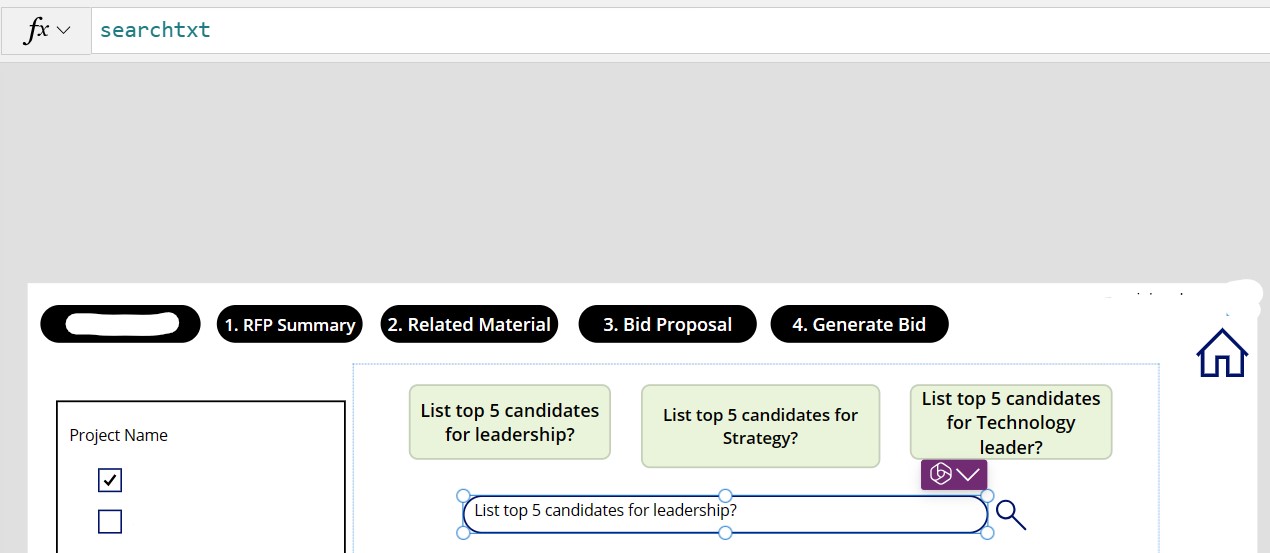 fx
searchtxt
1. RFP Summary
2. Related Material
3. Bid Proposal
4. Generate Bid
Project Name
List top 5 candidates
for leadership?
List top 5 candidates for
Strategy?
List top 5 candidates
for Technology
leader?
List top 5 candidates for leadership?